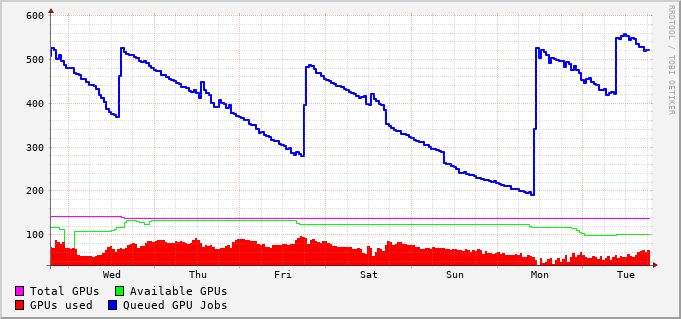 600
500
400
300
200
100
Wed Thu Fri Sat Sun Mon Tue
Total GPUs Available GPUs
GPUs used Queued GPU Jobs
RRDTOOL / TOBI OETIKER